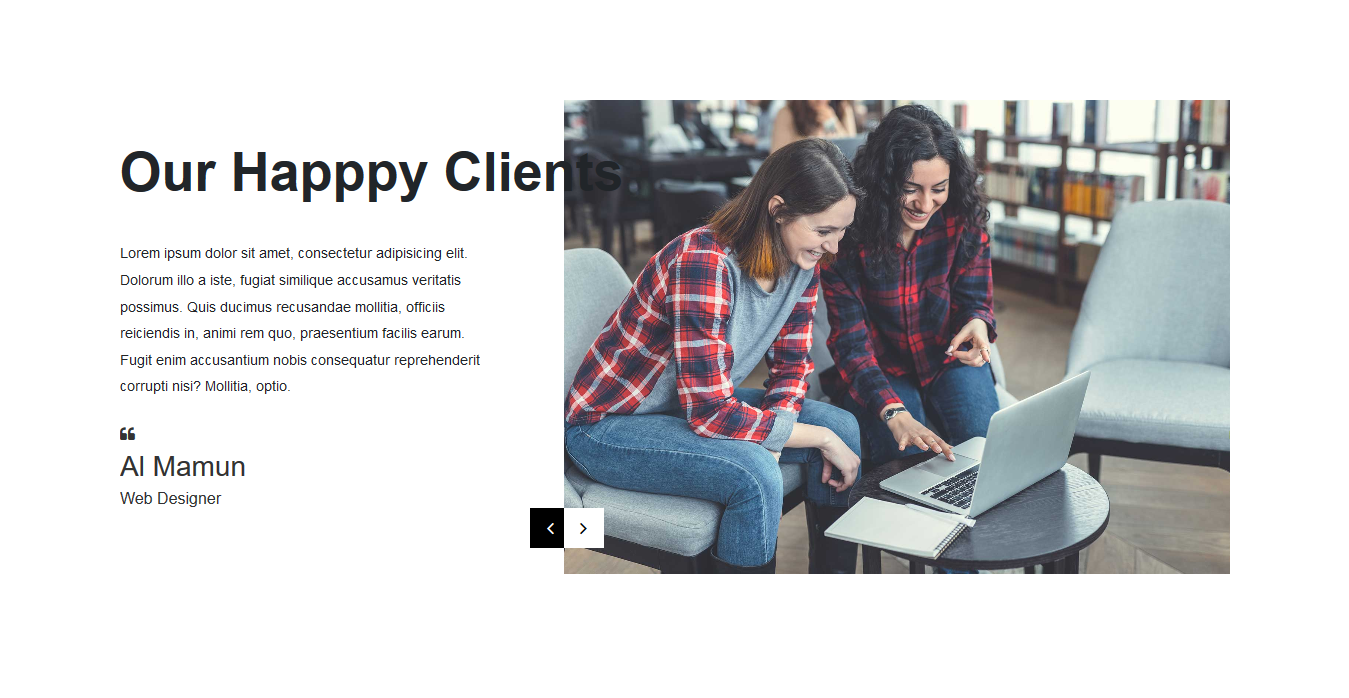 Our Happpy Clients
Lorem ipsum dolor sit amet, consectetur adipisicing elit.
Dolorum illo a iste, fugiat similique accusamus veritatis
possimus. Quis ducimus recusandae mollitia, officiis
reiciendis in, animi rem quo, praesentium facilis earum.
Fugit enim accusantium nobis consequatur reprehenderit
corrupti nisi? Mollitia, optio.
“
Al Mamun
Web Designer